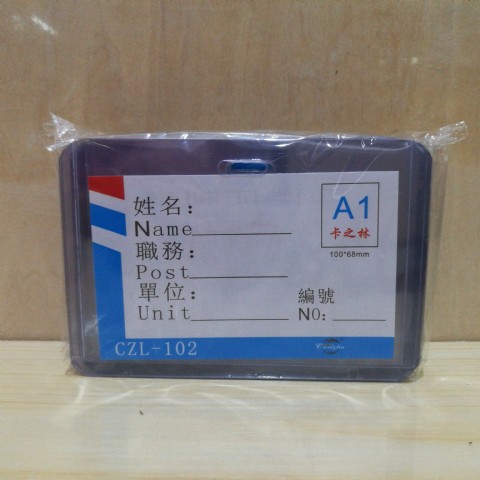 姓名：
Name
職務：
Post
單位：
Unit
A1
卡之林
100*68mm
編號
NO:
CZL-102